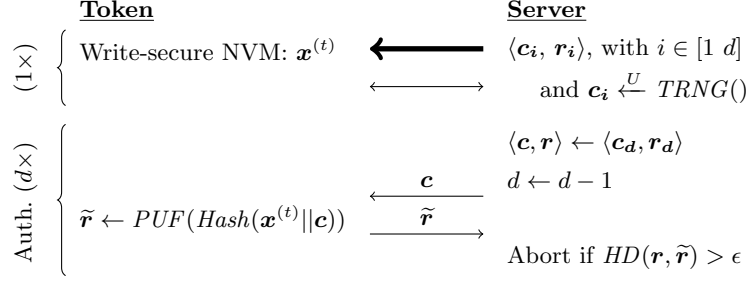 Token Server
(1×) Write-secure NVM: x^(t) ⟨c_i, r_i⟩, with i ∈ [1 d]
and c_i ←^U TRNG()
Auth. (d×)
⟨c, r⟩ ← ⟨c_d, r_d⟩
c d ← d − 1
r̃ ← PUF(Hash(x^(t)||c)) r̃
Abort if HD(r, r̃) > ϵ